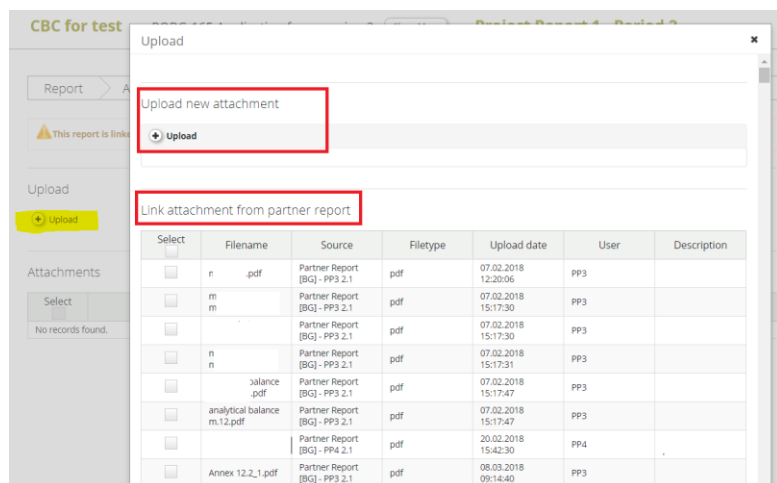 CBC for test
Upload
Report
This report is linke
Upload new attachment
Upload
Upload
Upload
Link attachment from partner report
Select Filename Source Filetype Upload date User Description
Attachments
Select
No records found.
.pdf Partner Report [BG] - PP3 2.1 pdf 07.02.2018 12:20:06 PP3
Partner Report [BG] - PP3 2.1 pdf 07.02.2018 15:17:30 PP3
Partner Report [BG] - PP3 2.1 pdf 07.02.2018 15:17:30 PP3
Partner Report [BG] - PP3 2.1 pdf 07.02.2018 15:17:31 PP3
balance .pdf Partner Report [BG] - PP3 2.1 pdf 07.02.2018 15:17:47 PP3
analytical balance m.12.pdf Partner Report [BG] - PP3 2.1 pdf 07.02.2018 15:17:47 PP3
Partner Report [BG] - PP4 2.1 pdf 20.02.2018 15:42:30 PP4
Annex 12.2_1.pdf Partner Report [BG] - PP3 2.1 pdf 08.03.2018 09:14:40 PP3